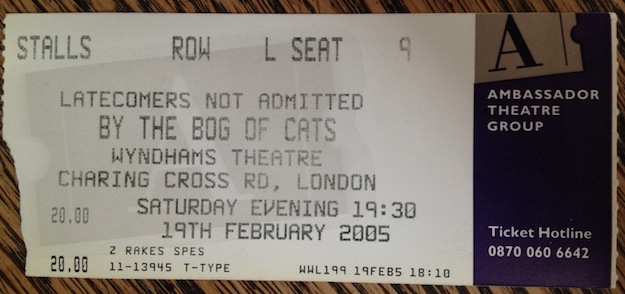 STALLS ROW L SEAT 9
LATECOMERS NOT ADMITTED
BY THE BOG OF CATS
WYNDHAMS THEATRE
CHARING CROSS RD, LONDON
20.00 SATURDAY EVENING 19:30
19TH FEBRUARY 2005
Z RAKES SPES
20.00 11-13945 T-TYPE WWL199 19FEB5 18:10
A
AMBASSADOR
THEATRE
GROUP
Ticket Hotline
0870 060 6642